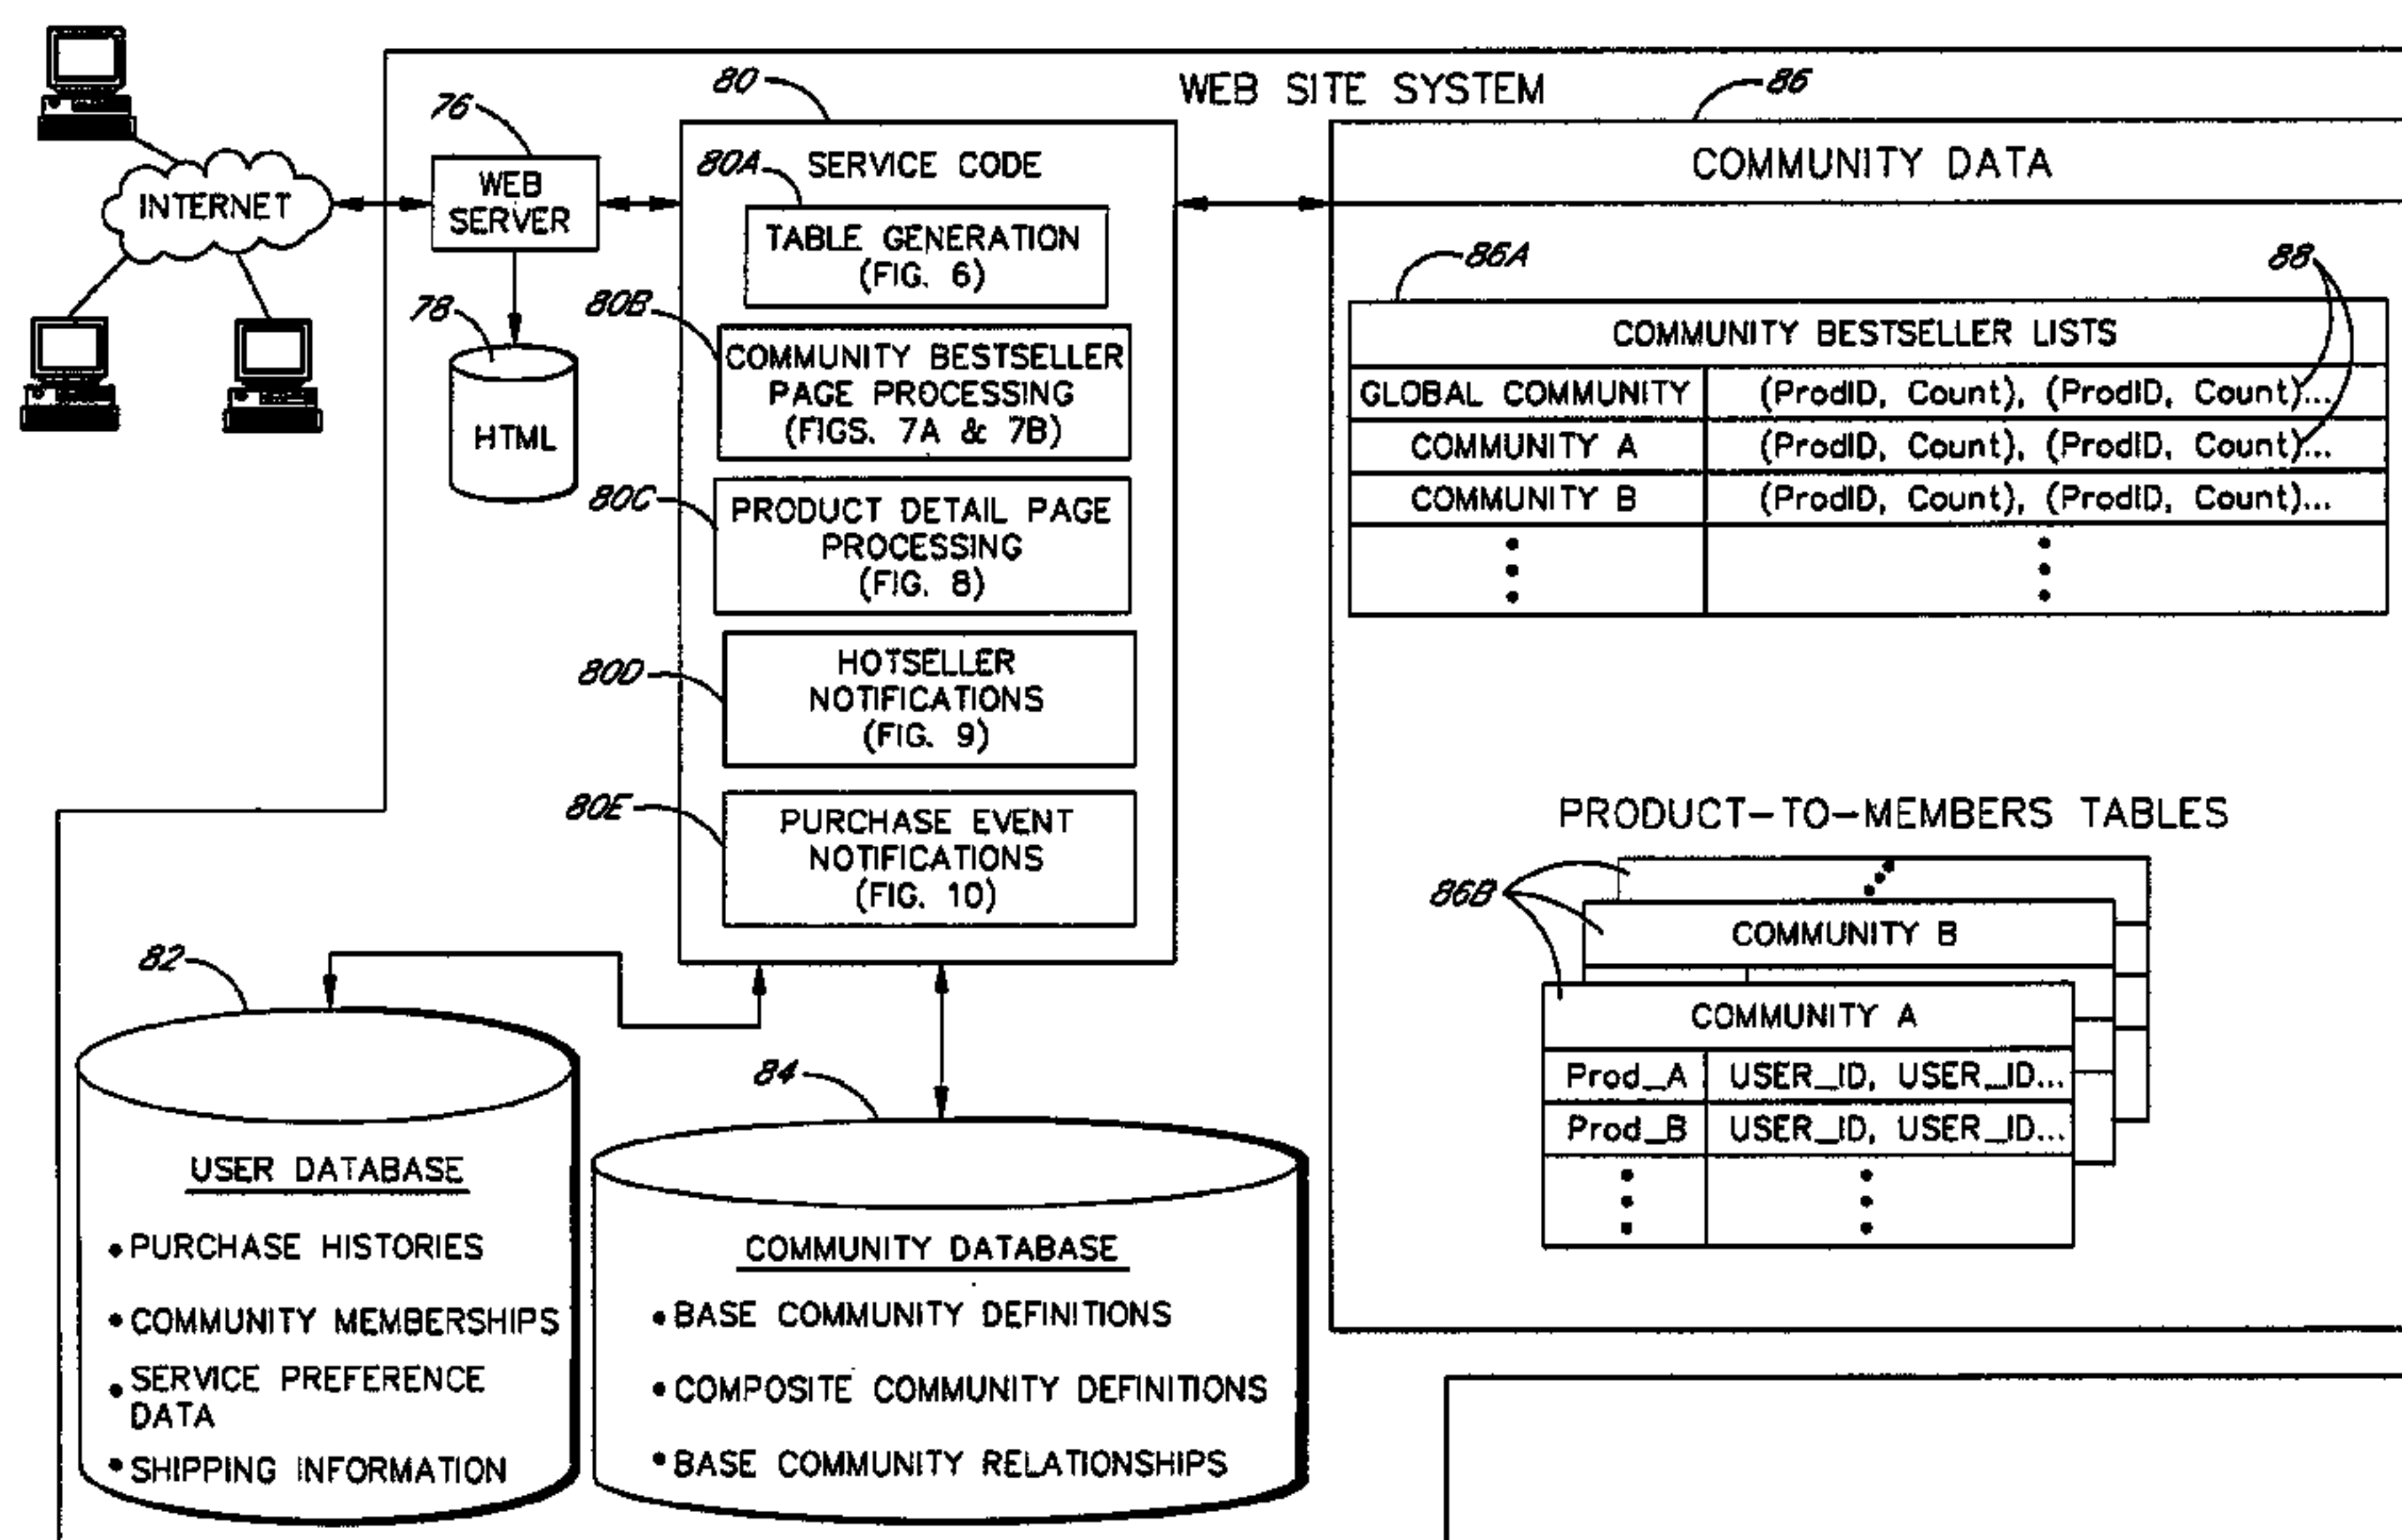 WEB SITE SYSTEM
INTERNET
76
WEB
SERVER
78
HTML
80
SERVICE CODE
80A
TABLE GENERATION
(FIG. 6)
80B
COMMUNITY BESTSELLER
PAGE PROCESSING
(FIGS. 7A & 7B)
80C
PRODUCT DETAIL PAGE
PROCESSING
(FIG. 8)
80D
HOTSELLER
NOTIFICATIONS
(FIG. 9)
80E
PURCHASE EVENT
NOTIFICATIONS
(FIG. 10)
86
COMMUNITY DATA
86A
88
COMMUNITY BESTSELLER LISTS
GLOBAL COMMUNITY (ProdID, Count), (ProdID, Count)...
COMMUNITY A (ProdID, Count), (ProdID, Count)...
COMMUNITY B (ProdID, Count), (ProdID, Count)...
PRODUCT-TO-MEMBERS TABLES
86B
COMMUNITY B
COMMUNITY A
Prod_A USER_ID, USER_ID...
Prod_B USER_ID, USER_ID...
82
USER DATABASE
• PURCHASE HISTORIES
• COMMUNITY MEMBERSHIPS
• SERVICE PREFERENCE
DATA
• SHIPPING INFORMATION
84
COMMUNITY DATABASE
• BASE COMMUNITY DEFINITIONS
• COMPOSITE COMMUNITY DEFINITIONS
• BASE COMMUNITY RELATIONSHIPS